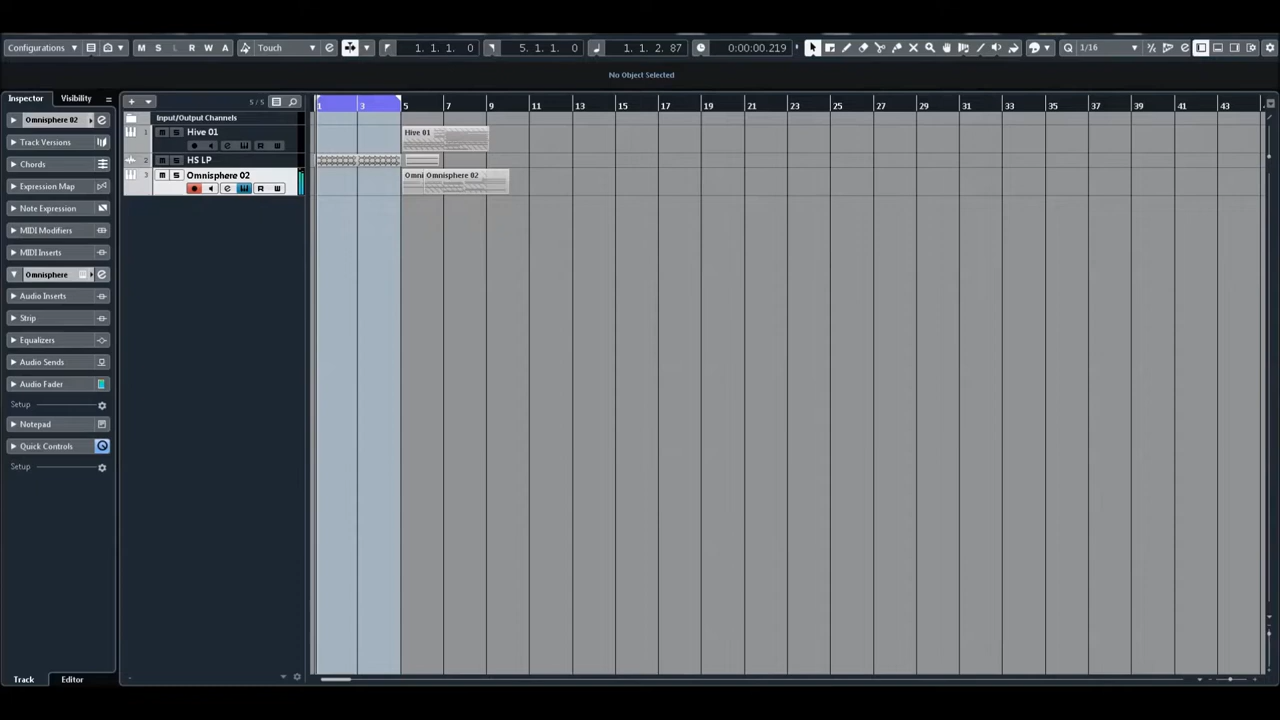 Configurations M S L R W A Touch 1. 1. 1. 0 5. 1. 1. 0 1. 1. 2. 87 0:00:00.219 Q 1/16
No Object Selected
Inspector Visibility 5/5 1 3 5 7 9 11 13 15 17 19 21 23 25 27 29 31 33 35 37 39 41 43
Omnisphere 02 Input/Output Channels
1 M S Hive 01 Hive 01
Track Versions R W
2 M S HS LP
Chords
3 M S Omnisphere 02 Omni Omnisphere 02
Expression Map R W
Note Expression
MIDI Modifiers
MIDI Inserts
Omnisphere
Audio Inserts
Strip
Equalizers
Audio Sends
Audio Fader
Setup
Notepad
Quick Controls
Setup
Track Editor